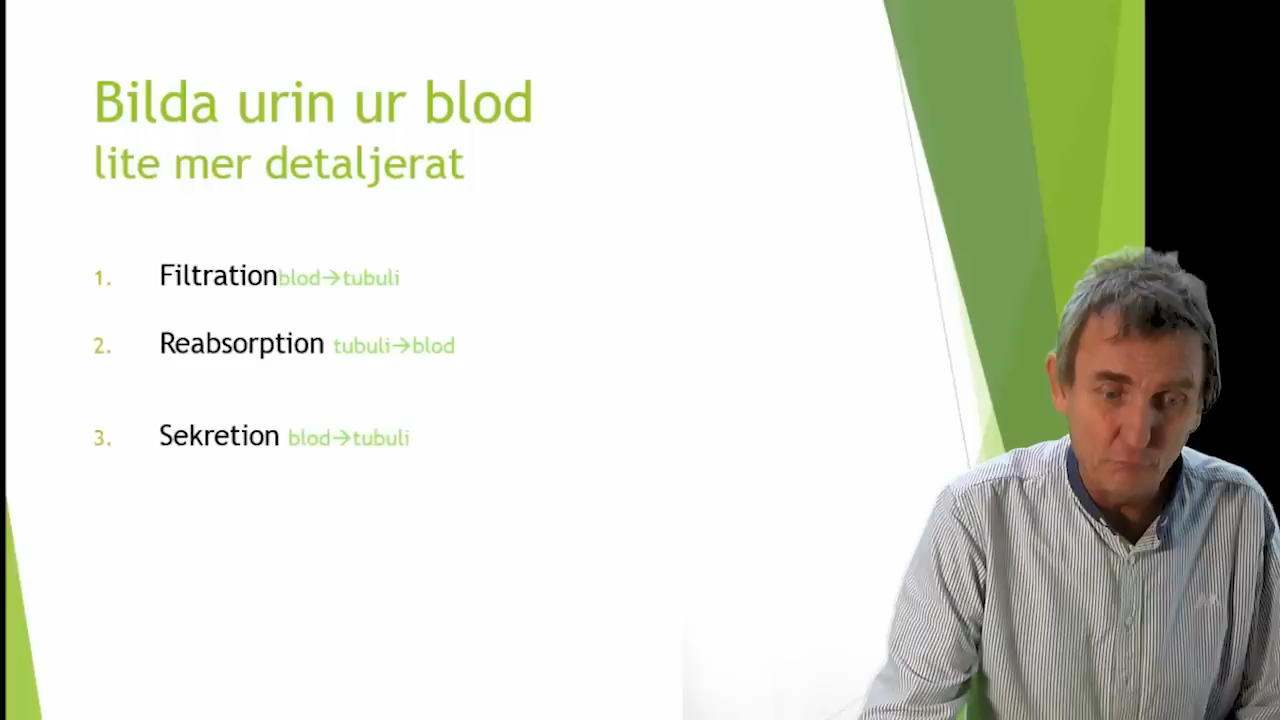 Bilda urin ur blod
lite mer detaljerat
1. Filtrationblod→tubuli
2. Reabsorption tubuli→blod
3. Sekretion blod→tubuli